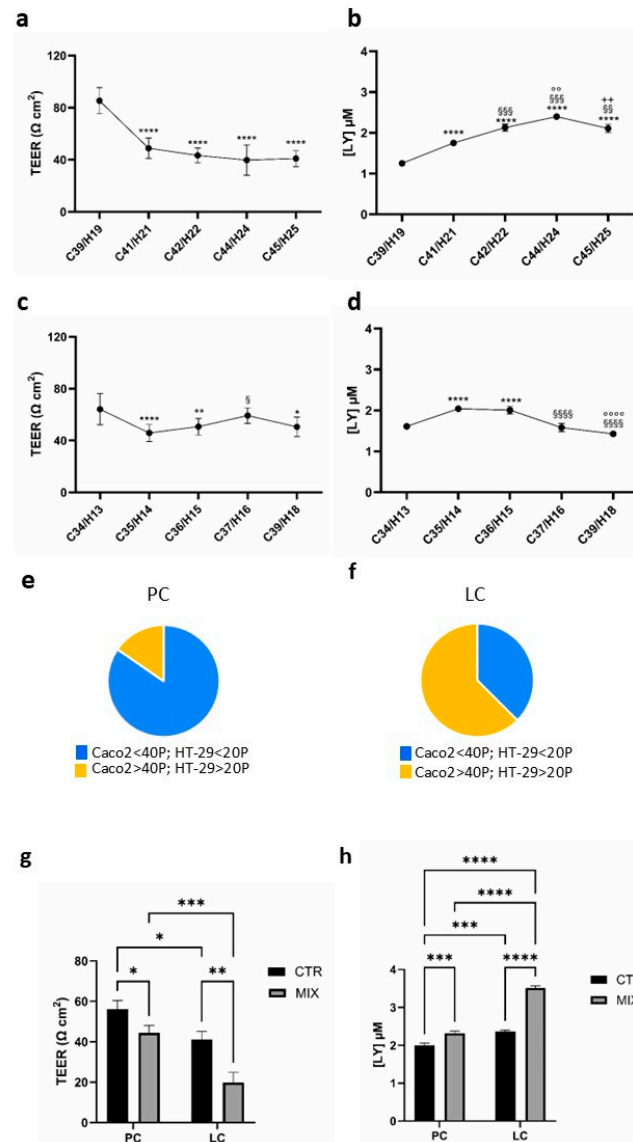 a
120
80
40
0
TEER (Ω cm²)
****
****
****
****
C39/H19
C41/H21
C42/H22
C44/H24
C45/H25
b
4
3
2
1
0
[LY] µM
****
§§§
****
°°
§§§
****
++
§§
****
C39/H19
C41/H21
C42/H22
C44/H24
C45/H25
c
120
80
40
0
TEER (Ω cm²)
****
**
§
*
C34/H13
C35/H14
C36/H15
C37/H16
C39/H18
d
4
3
2
1
0
[LY] µM
****
****
§§§§
°°°°
§§§§
C34/H13
C35/H14
C36/H15
C37/H16
C39/H18
e
PC
Caco2<40P; HT-29<20P
Caco2>40P; HT-29>20P
f
LC
Caco2<40P; HT-29<20P
Caco2>40P; HT-29>20P
g
80
60
40
20
0
TEER (Ω cm²)
***
*
*
**
PC
LC
CTR
MIX
h
4
3
2
1
0
[LY] µM
****
****
***
***
****
PC
LC
CT
MI